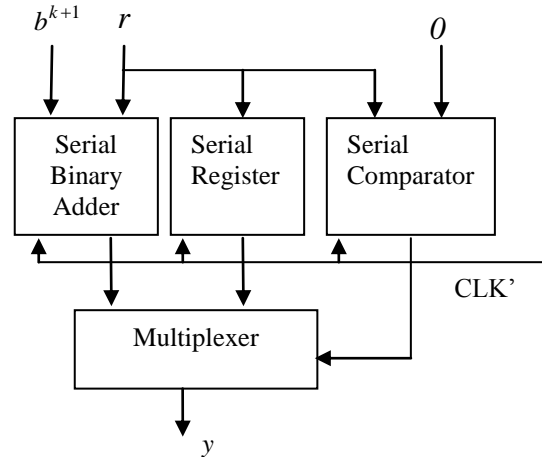 b^{k+1} r 0
Serial
Binary
Adder
Serial
Register
Serial
Comparator
CLK’
Multiplexer
y